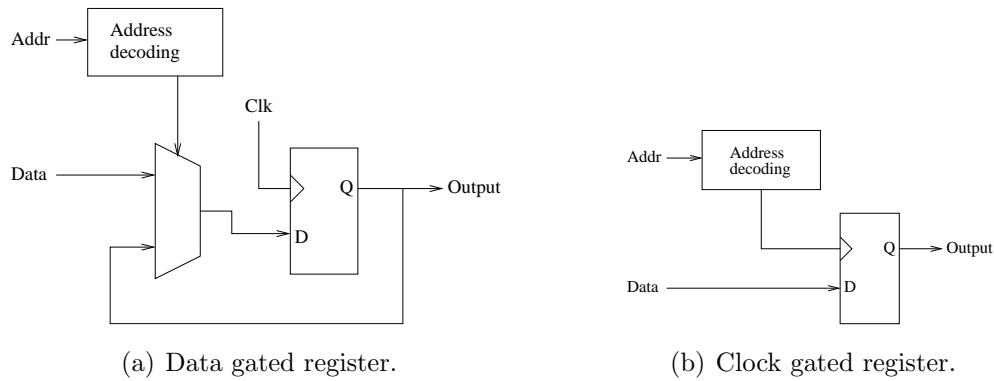 Addr
Address
decoding
Clk
Data
Q
Output
D
(a) Data gated register.
Addr
Address
decoding
Q
Output
Data
D
(b) Clock gated register.